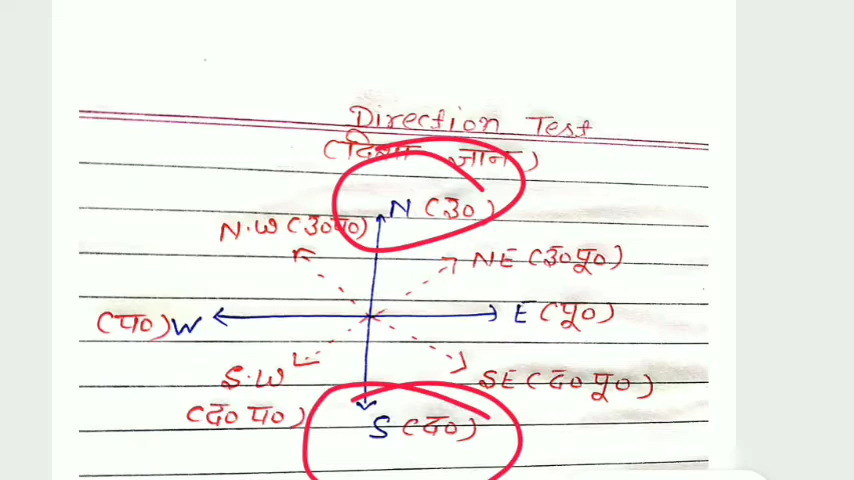 Direction Test
(दिशा ज्ञान)
N (उ०)
N.W (उ०प०)
NE (उ०पू०)
(प०) W
E (पू०)
S.W
(द०प०)
SE (द०पू०)
S (द०)